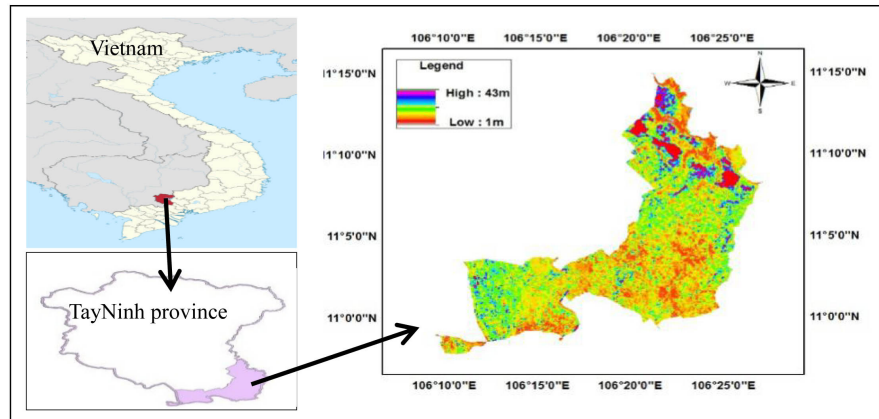 Vietnam
TayNinh province
106°10'0"E 106°15'0"E 106°20'0"E 106°25'0"E
Legend
High : 43m
Low : 1m
N
W E
S
11°15'0"N 11°15'0"N
11°10'0"N 11°10'0"N
11°5'0"N 11°5'0"N
11°0'0"N 11°0'0"N
106°10'0"E 106°15'0"E 106°20'0"E 106°25'0"E